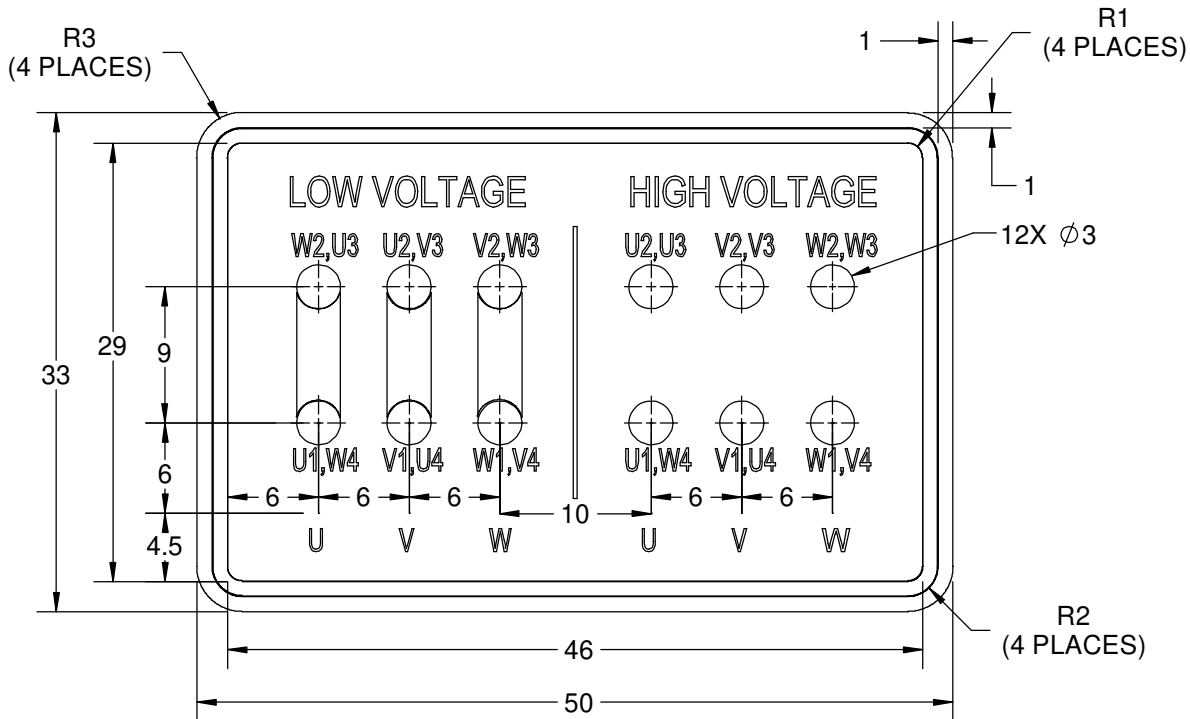 R3
(4 PLACES)
1
R1
(4 PLACES)
1
LOW VOLTAGE
HIGH VOLTAGE
W2,U3 U2,V3 V2,W3
U2,U3 V2,V3 W2,W3
12X ⌀3
33
29
9
6
4.5
U1,W4 V1,U4 W1,V4
U1,W4 V1,U4 W1,V4
6 6 6 10 6 6
U V W
U V W
R2
(4 PLACES)
46
50